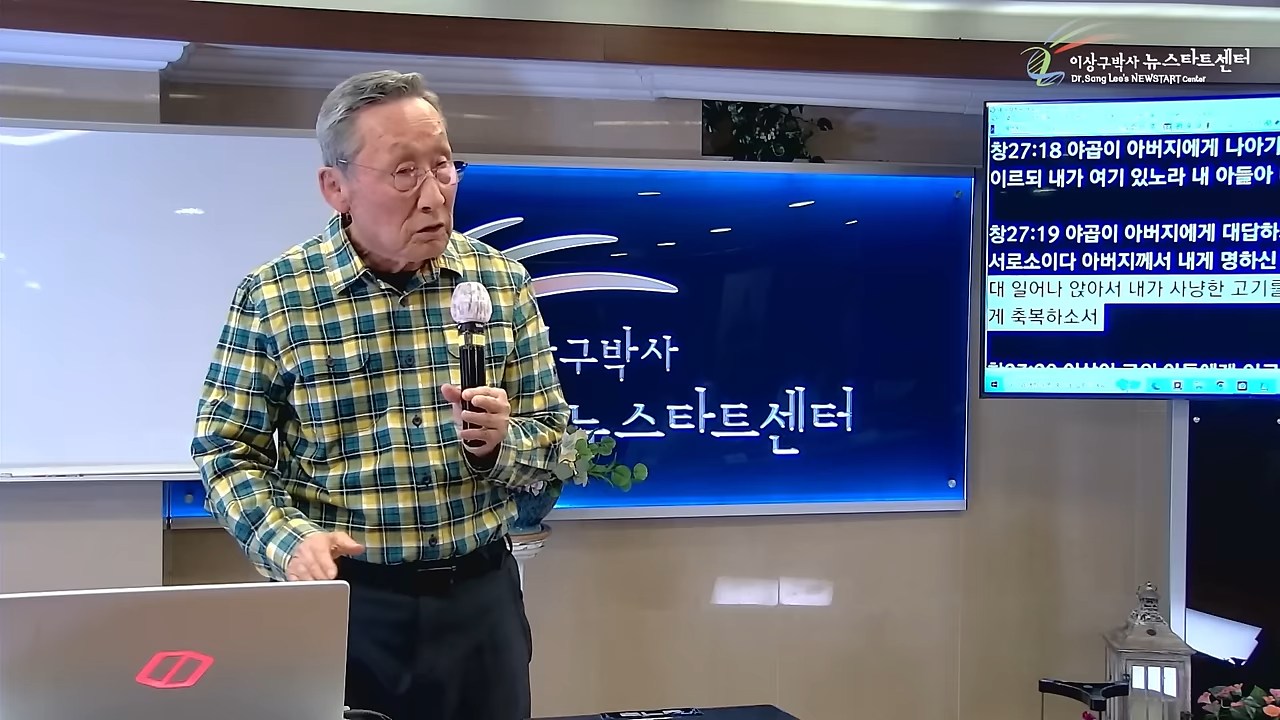 이상구박사 뉴스타트센터
Dr. Sang Lee's NEWSTART Center
창27:18 야곱이 아버지에게 나아가
이르되 내가 여기 있노라 내 아들아
창27:19 야곱이 아버지에게 대답하
서로소이다 아버지께서 내게 명하신
대 일어나 앉아서 내가 사냥한 고기를
게 축복하소서
구박사
뉴스타트센터